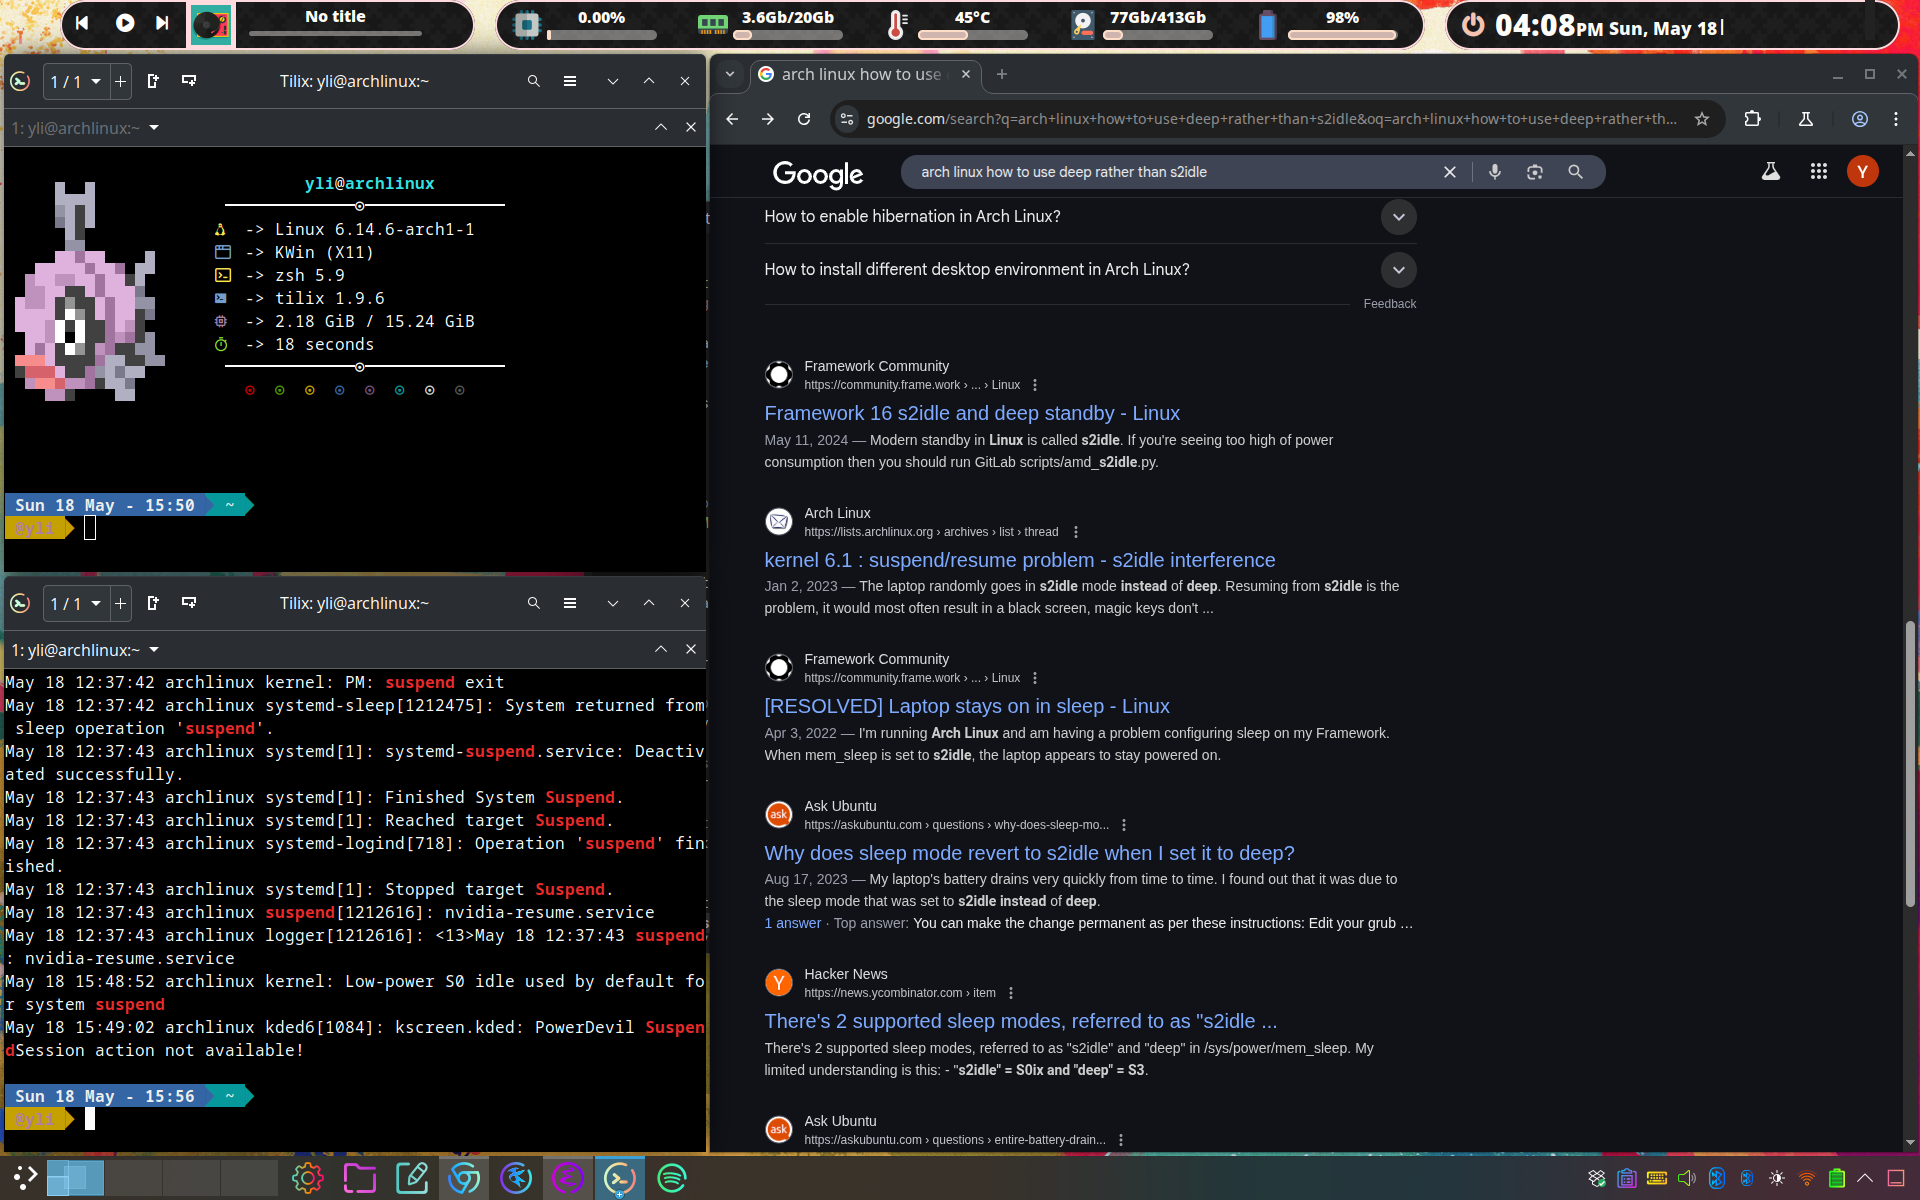 No title
0.00%
3.6Gb/20Gb
45°C
77Gb/413Gb
98%
04:08PM Sun, May 18
1 / 1
Tilix: yli@archlinux:~
1: yli@archlinux:~
yli@archlinux
-> Linux 6.14.6-arch1-1
-> KWin (X11)
-> zsh 5.9
-> tilix 1.9.6
-> 2.18 GiB / 15.24 GiB
-> 18 seconds
Sun 18 May - 15:50 ~
@yli
1 / 1
Tilix: yli@archlinux:~
1: yli@archlinux:~
May 18 12:37:42 archlinux kernel: PM: suspend exit
May 18 12:37:42 archlinux systemd-sleep[1212475]: System returned from
sleep operation 'suspend'.
May 18 12:37:43 archlinux systemd[1]: systemd-suspend.service: Deactiv
ated successfully.
May 18 12:37:43 archlinux systemd[1]: Finished System Suspend.
May 18 12:37:43 archlinux systemd[1]: Reached target Suspend.
May 18 12:37:43 archlinux systemd-logind[718]: Operation 'suspend' fin
ished.
May 18 12:37:43 archlinux systemd[1]: Stopped target Suspend.
May 18 12:37:43 archlinux suspend[1212616]: nvidia-resume.service
May 18 12:37:43 archlinux logger[1212616]: <13>May 18 12:37:43 suspend
: nvidia-resume.service
May 18 15:48:52 archlinux kernel: Low-power S0 idle used by default fo
r system suspend
May 18 15:49:02 archlinux kded6[1084]: kscreen.kded: PowerDevil Suspen
dSession action not available!
Sun 18 May - 15:56 ~
@yli
arch linux how to use
google.com/search?q=arch+linux+how+to+use+deep+rather+than+s2idle&oq=arch+linux+how+to+use+deep+rather+th...
Google
arch linux how to use deep rather than s2idle
Y
How to enable hibernation in Arch Linux?
How to install different desktop environment in Arch Linux?
Feedback
Framework Community
https://community.frame.work › ... › Linux
Framework 16 s2idle and deep standby - Linux
May 11, 2024 — Modern standby in Linux is called s2idle. If you're seeing too high of power
consumption then you should run GitLab scripts/amd_s2idle.py.
Arch Linux
https://lists.archlinux.org › archives › list › thread
kernel 6.1 : suspend/resume problem - s2idle interference
Jan 2, 2023 — The laptop randomly goes in s2idle mode instead of deep. Resuming from s2idle is the
problem, it would most often result in a black screen, magic keys don't ...
Framework Community
https://community.frame.work › ... › Linux
[RESOLVED] Laptop stays on in sleep - Linux
Apr 3, 2022 — I'm running Arch Linux and am having a problem configuring sleep on my Framework.
When mem_sleep is set to s2idle, the laptop appears to stay powered on.
ask
Ask Ubuntu
https://askubuntu.com › questions › why-does-sleep-mo...
Why does sleep mode revert to s2idle when I set it to deep?
Aug 17, 2023 — My laptop's battery drains very quickly from time to time. I found out that it was due to
the sleep mode that was set to s2idle instead of deep.
1 answer · Top answer: You can make the change permanent as per these instructions: Edit your grub ...
Y
Hacker News
https://news.ycombinator.com › item
There's 2 supported sleep modes, referred to as "s2idle ...
There's 2 supported sleep modes, referred to as "s2idle" and "deep" in /sys/power/mem_sleep. My
limited understanding is this: - "s2idle" = S0ix and "deep" = S3.
ask
Ask Ubuntu
https://askubuntu.com › questions › entire-battery-drain...